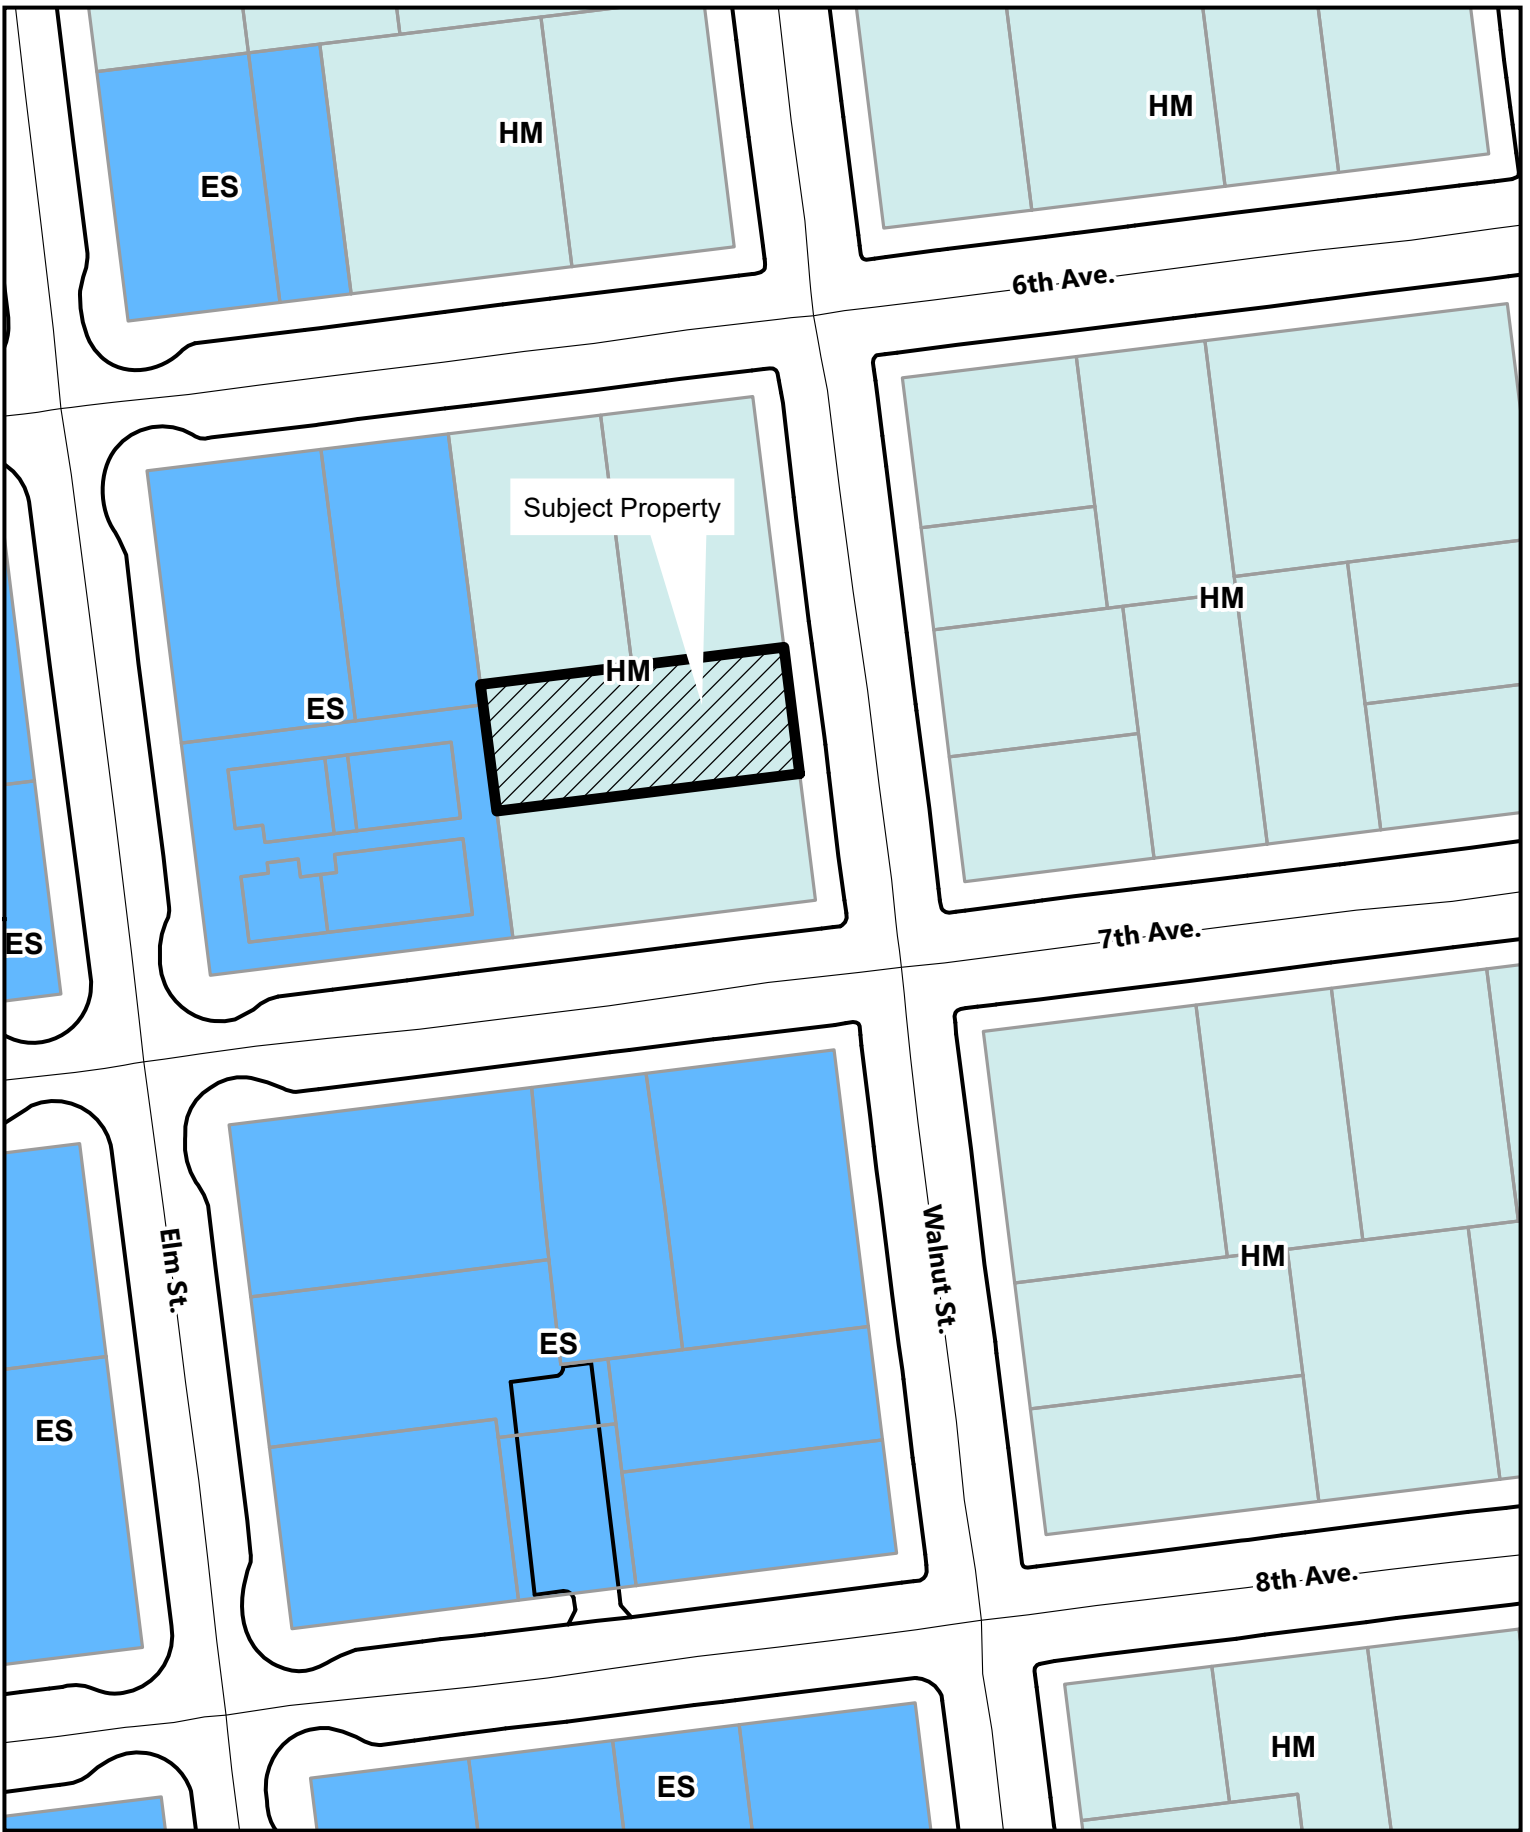 HM
HM
ES
6th Ave.
Subject Property
HM
HM
ES
7th Ave.
ES
Elm St.
Walnut St.
HM
ES
ES
8th Ave.
HM
ES